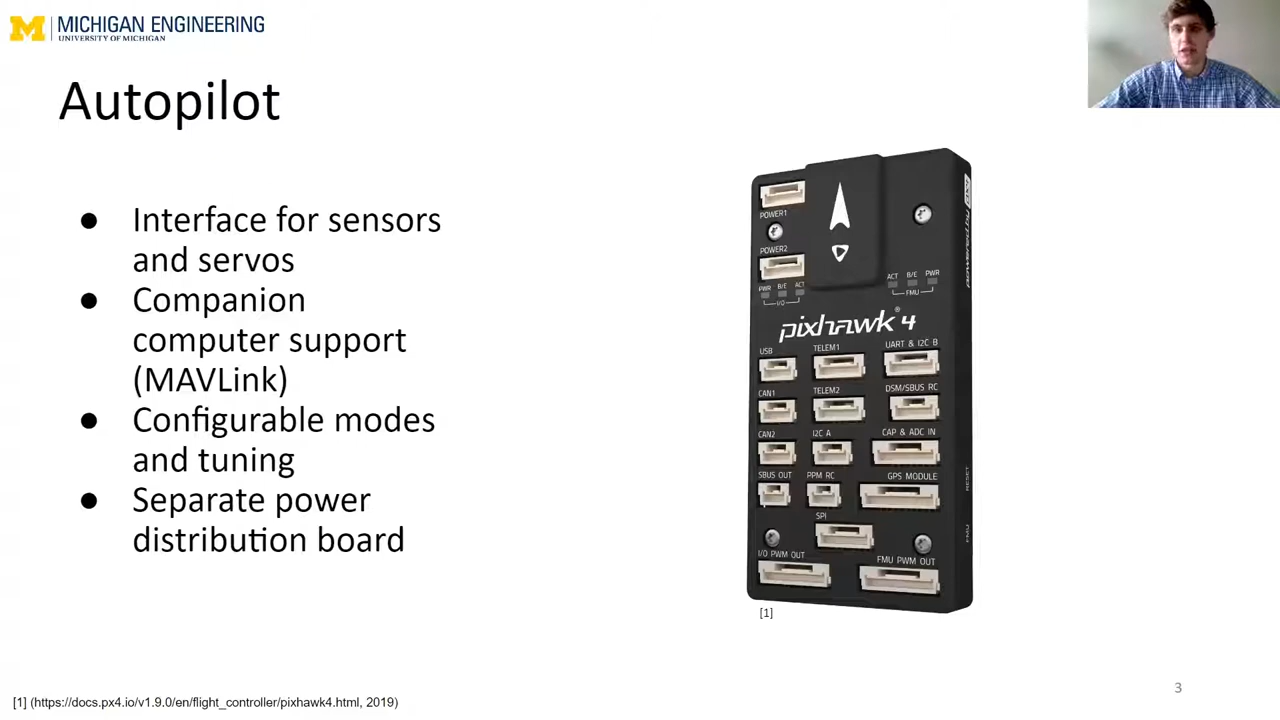 M MICHIGAN ENGINEERING
UNIVERSITY OF MICHIGAN
Autopilot
● Interface for sensors
and servos
● Companion
computer support
(MAVLink)
● Configurable modes
and tuning
● Separate power
distribution board
POWER1
POWER2
PWR B/E ACT
I/O
ACT B/E PWR
FMU
pixhawk®4
USB TELEM1 UART & I2C B
CAN1 TELEM2 DSM/SBUS RC
CAN2 I2C A CAP & ADC IN
SBUS OUT PPM RC GPS MODULE
SPI
I/O PWM OUT FMU PWM OUT
RESET
FMU
[1]
[1] (https://docs.px4.io/v1.9.0/en/flight_controller/pixhawk4.html, 2019)
3